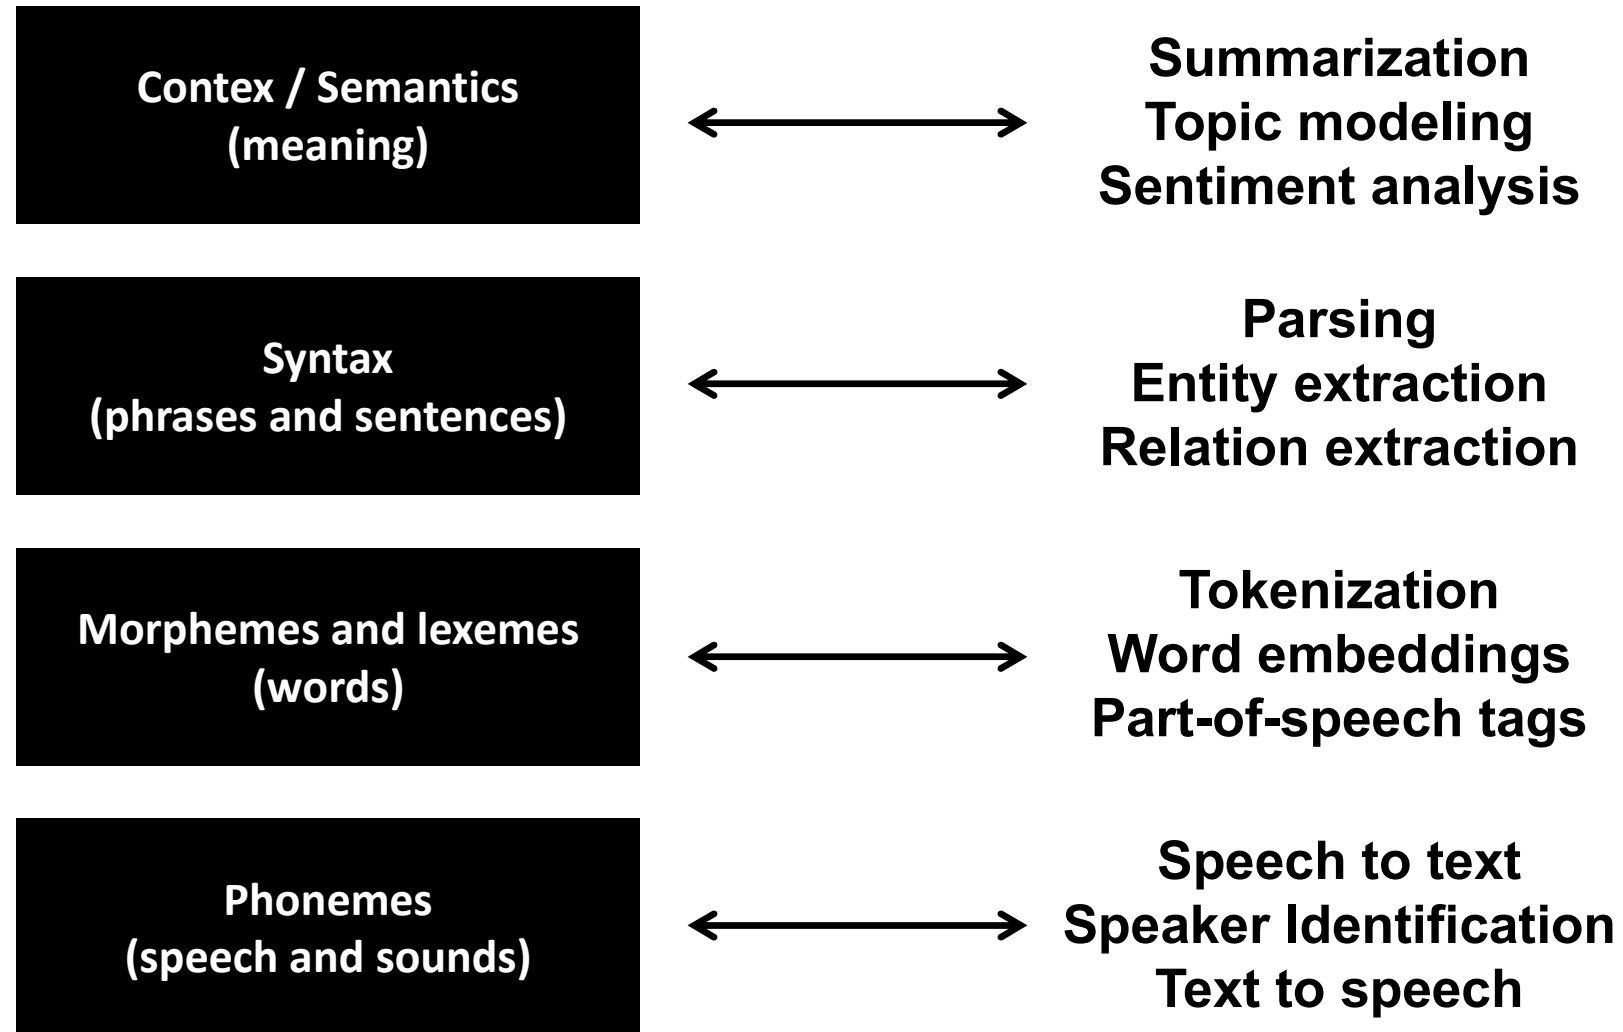 Contex / Semantics
(meaning)
Summarization
Topic modeling
Sentiment analysis
Syntax
(phrases and sentences)
Parsing
Entity extraction
Relation extraction
Morphemes and lexemes
(words)
Tokenization
Word embeddings
Part-of-speech tags
Phonemes
(speech and sounds)
Speech to text
Speaker Identification
Text to speech